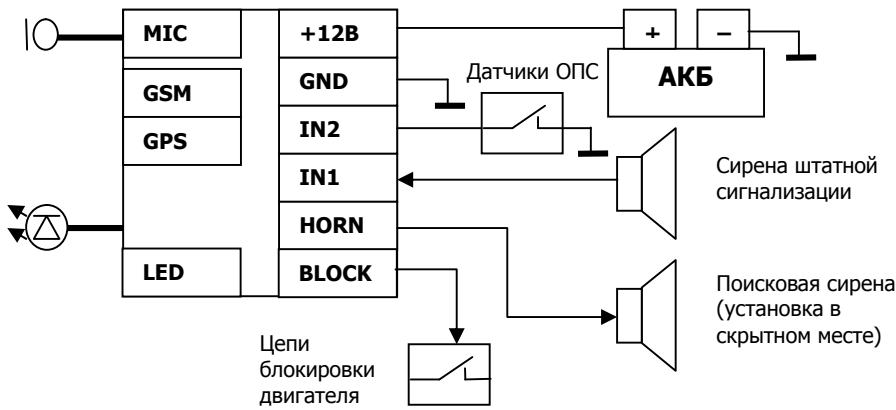 MIC
+12В
+
−
GSM
GND
Датчики ОПС
АКБ
GPS
IN2
IN1
Сирена штатной
сигнализации
HORN
LED
BLOCK
Поисковая сирена
(установка в
скрытном месте)
Цепи
блокировки
двигателя